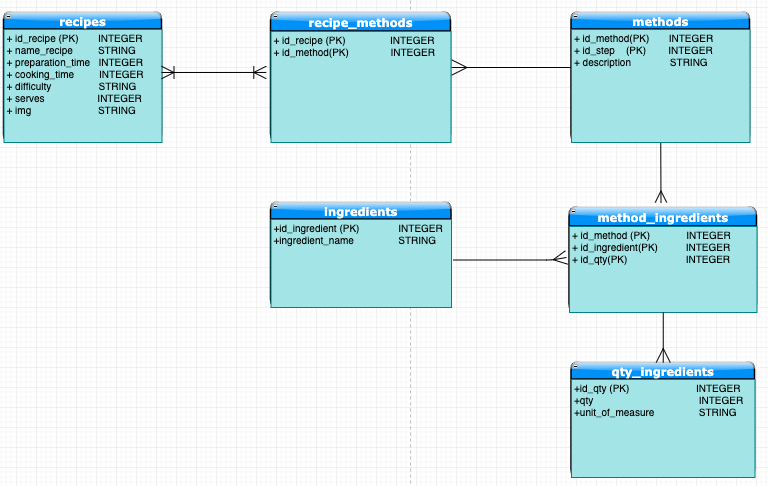 recipes
+ id_recipe (PK) INTEGER
+ name_recipe STRING
+ preparation_time INTEGER
+ cooking_time INTEGER
+ difficulty STRING
+ serves INTEGER
+ img STRING
recipe_methods
+ id_recipe (PK) INTEGER
+ id_method(PK) INTEGER
methods
+ id_method(PK) INTEGER
+ id_step (PK) INTEGER
+ description STRING
ingredients
+id_ingredient (PK) INTEGER
+ingredient_name STRING
method_ingredients
+ id_method (PK) INTEGER
+ id_ingredient(PK) INTEGER
+ id_qty(PK) INTEGER
qty_ingredients
+id_qty (PK) INTEGER
+qty INTEGER
+unit_of_measure STRING